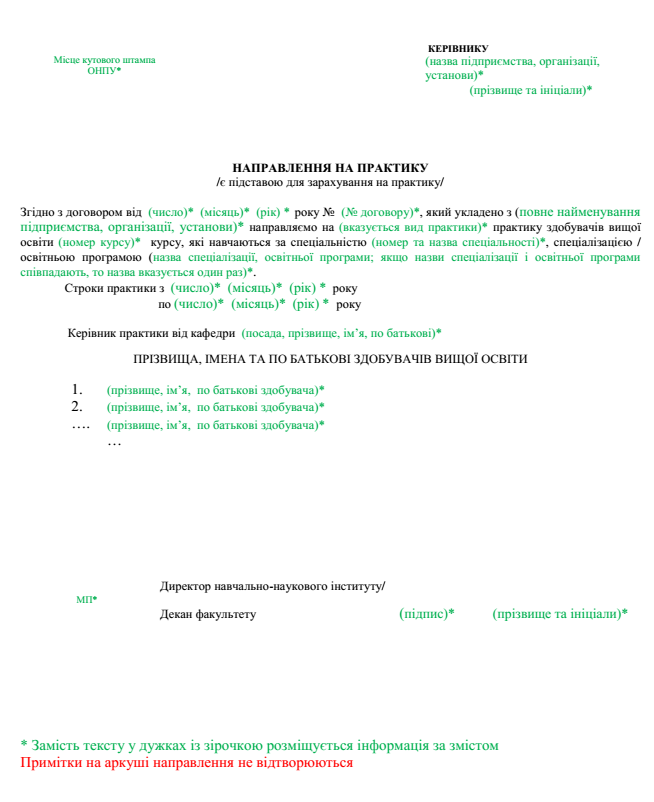 Місце кутового штампа
ОНПУ*
КЕРІВНИКУ
(назва підприємства, організації,
установи)*
(прізвище та ініціали)*
НАПРАВЛЕННЯ НА ПРАКТИКУ
/є підставою для зарахування на практику/
Згідно з договором від (число)* (місяць)* (рік) * року № (№ договору)*, який укладено з (повне найменування
підприємства, організації, установи)* направляємо на (вказується вид практики)* практику здобувачів вищої
освіти (номер курсу)* курсу, які навчаються за спеціальністю (номер та назва спеціальності)*, спеціалізацією /
освітньою програмою (назва спеціалізації, освітньої програми; якщо назви спеціалізації і освітньої програми
співпадають, то назва вказується один раз)*.
Строки практики з (число)* (місяць)* (рік) * року
по (число)* (місяць)* (рік) * року
Керівник практики від кафедри (посада, прізвище, ім’я, по батькові)*
ПРІЗВИЩА, ІМЕНА ТА ПО БАТЬКОВІ ЗДОБУВАЧІВ ВИЩОЇ ОСВІТИ
1. (прізвище, ім’я, по батькові здобувача)*
2. (прізвище, ім’я, по батькові здобувача)*
…. (прізвище, ім’я, по батькові здобувача)*
…
Директор навчально-наукового інституту/
МП*
Декан факультету (підпис)* (прізвище та ініціали)*
* Замість тексту у дужках із зірочкою розміщується інформація за змістом
Примітки на аркуші направлення не відтворюються